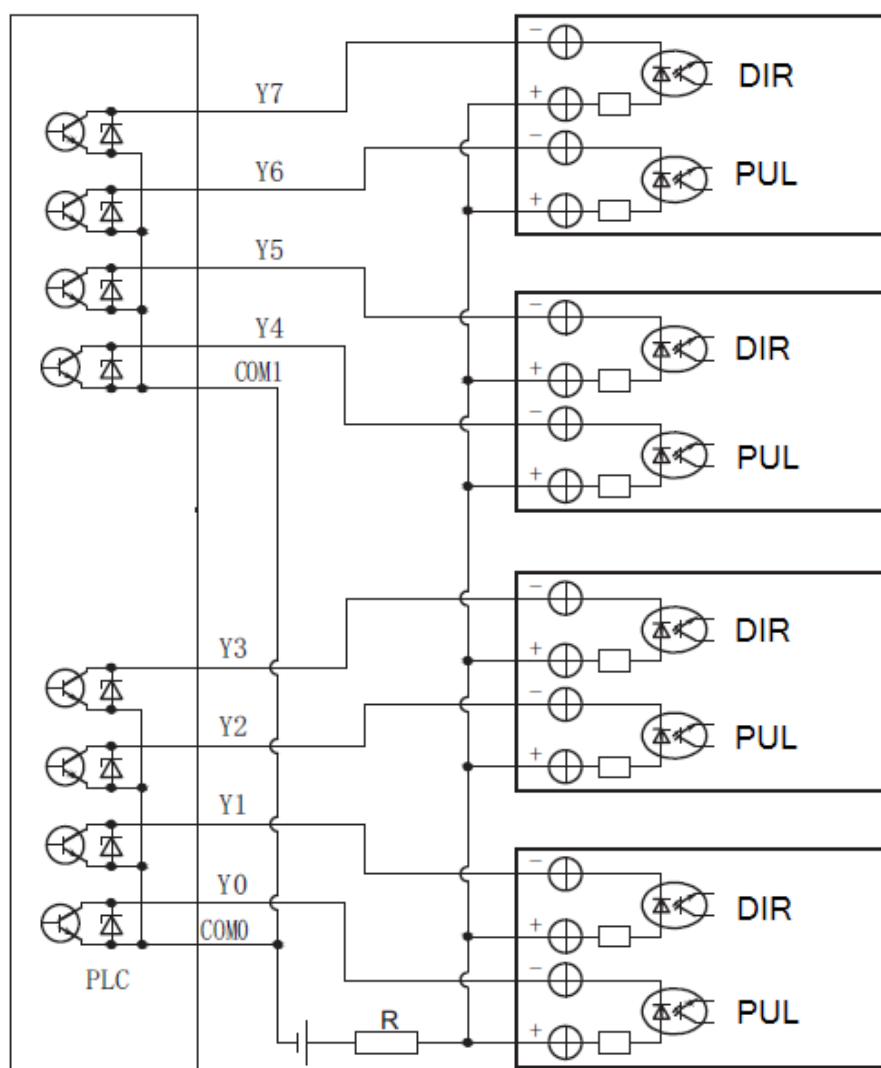 Y7
Y6
Y5
Y4
COM1
Y3
Y2
Y1
Y0
COM0
PLC
R
− DIR
+
− PUL
+
− DIR
+
− PUL
+
− DIR
+
− PUL
+
− DIR
+
− PUL
+